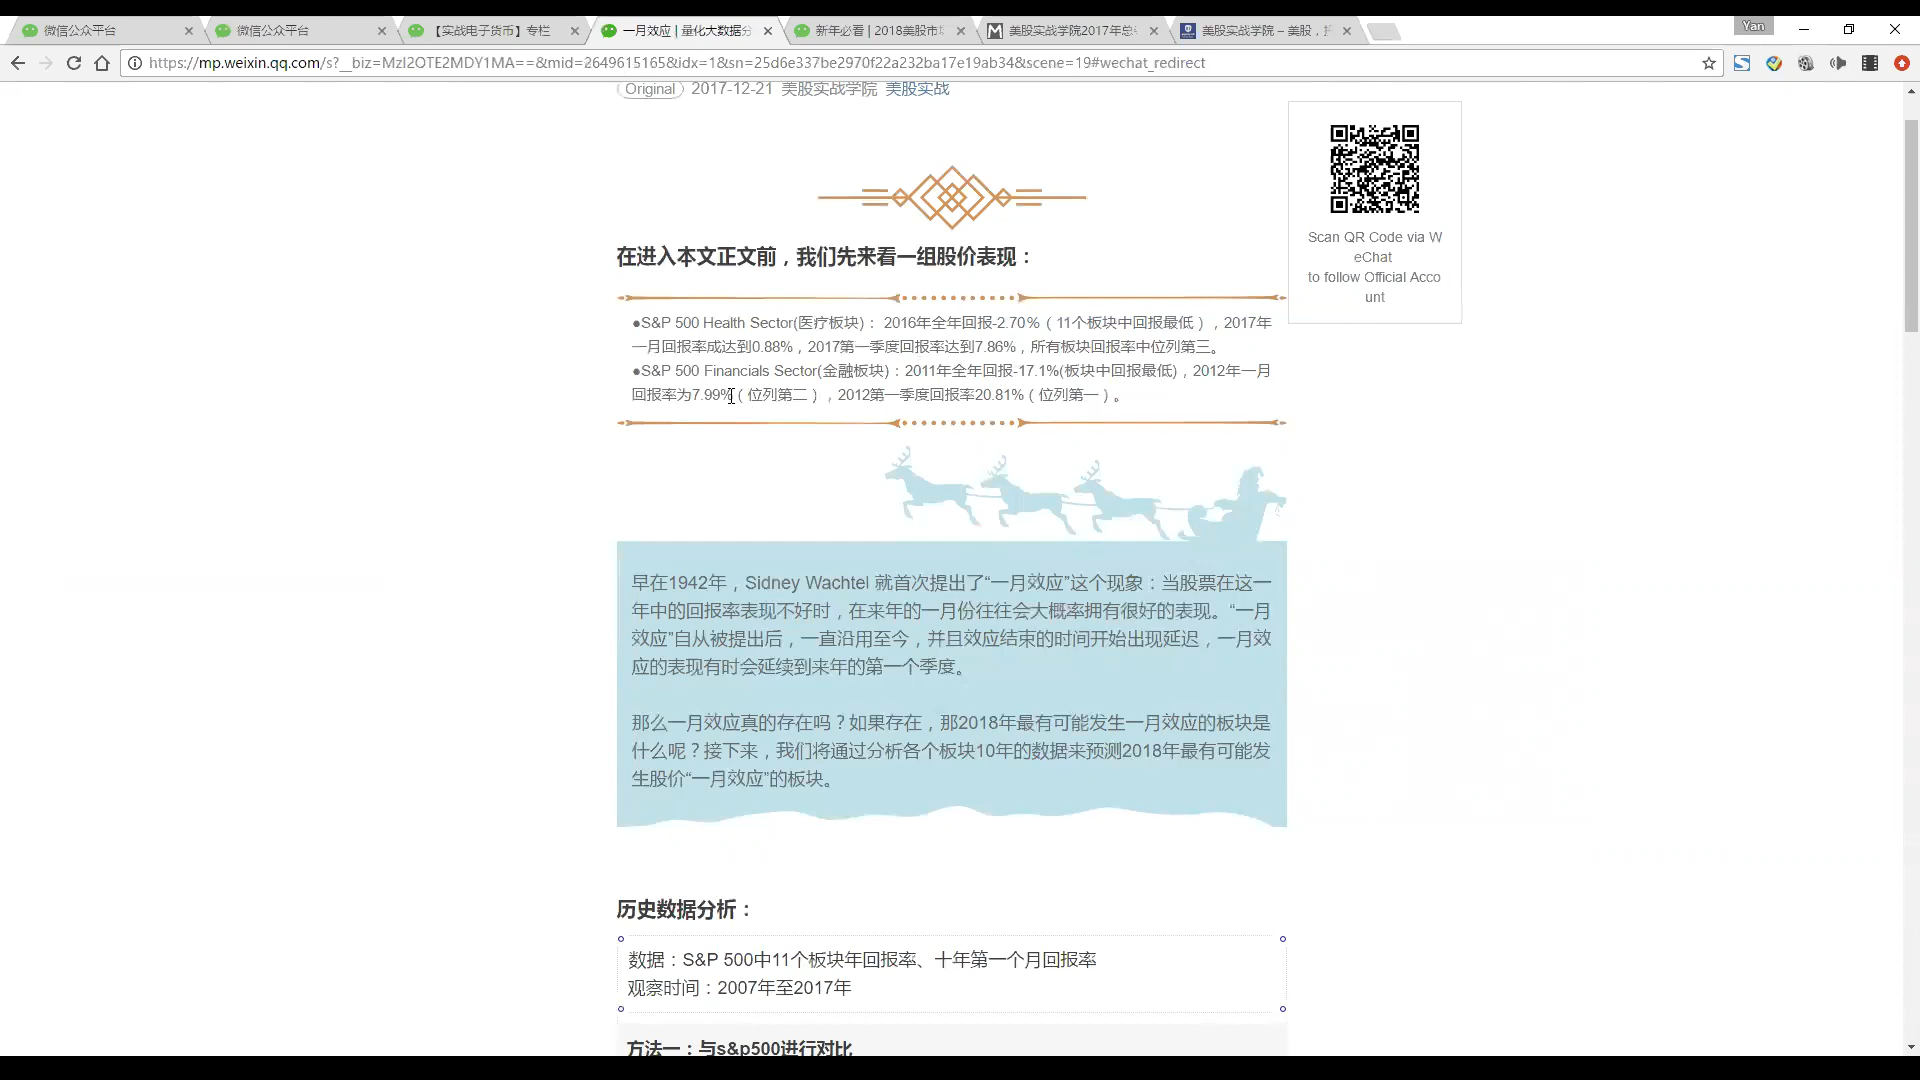 微信公众平台
微信公众平台
【实战电子货币】专栏
一月效应 | 量化大数据分
新年必看 | 2018美股市
美股实战学院2017年总
美股实战学院 – 美股，
Yan
https://mp.weixin.qq.com/s?__biz=MzI2OTE2MDY1MA==&mid=2649615165&idx=1&sn=25d6e337be2970f22a232ba17e19ab34&scene=19#wechat_redirect
Original 2017-12-21 美股实战学院 美股实战
Scan QR Code via W
eChat
to follow Official Acco
unt
在进入本文正文前，我们先来看一组股价表现：
●S&P 500 Health Sector(医疗板块)： 2016年全年回报-2.70%（11个板块中回报最低），2017年
一月回报率成达到0.88%，2017第一季度回报率达到7.86%，所有板块回报率中位列第三。
●S&P 500 Financials Sector(金融板块)：2011年全年回报-17.1%(板块中回报最低)，2012年一月
回报率为7.99%（位列第二），2012第一季度回报率20.81%（位列第一）。
早在1942年，Sidney Wachtel 就首次提出了“一月效应”这个现象：当股票在这一
年中的回报率表现不好时，在来年的一月份往往会大概率拥有很好的表现。“一月
效应”自从被提出后，一直沿用至今，并且效应结束的时间开始出现延迟，一月效
应的表现有时会延续到来年的第一个季度。
那么一月效应真的存在吗？如果存在，那2018年最有可能发生一月效应的板块是
什么呢？接下来，我们将通过分析各个板块10年的数据来预测2018年最有可能发
生股价“一月效应”的板块。
历史数据分析：
数据：S&P 500中11个板块年回报率、十年第一个月回报率
观察时间：2007年至2017年
方法一：与s&p500进行对比